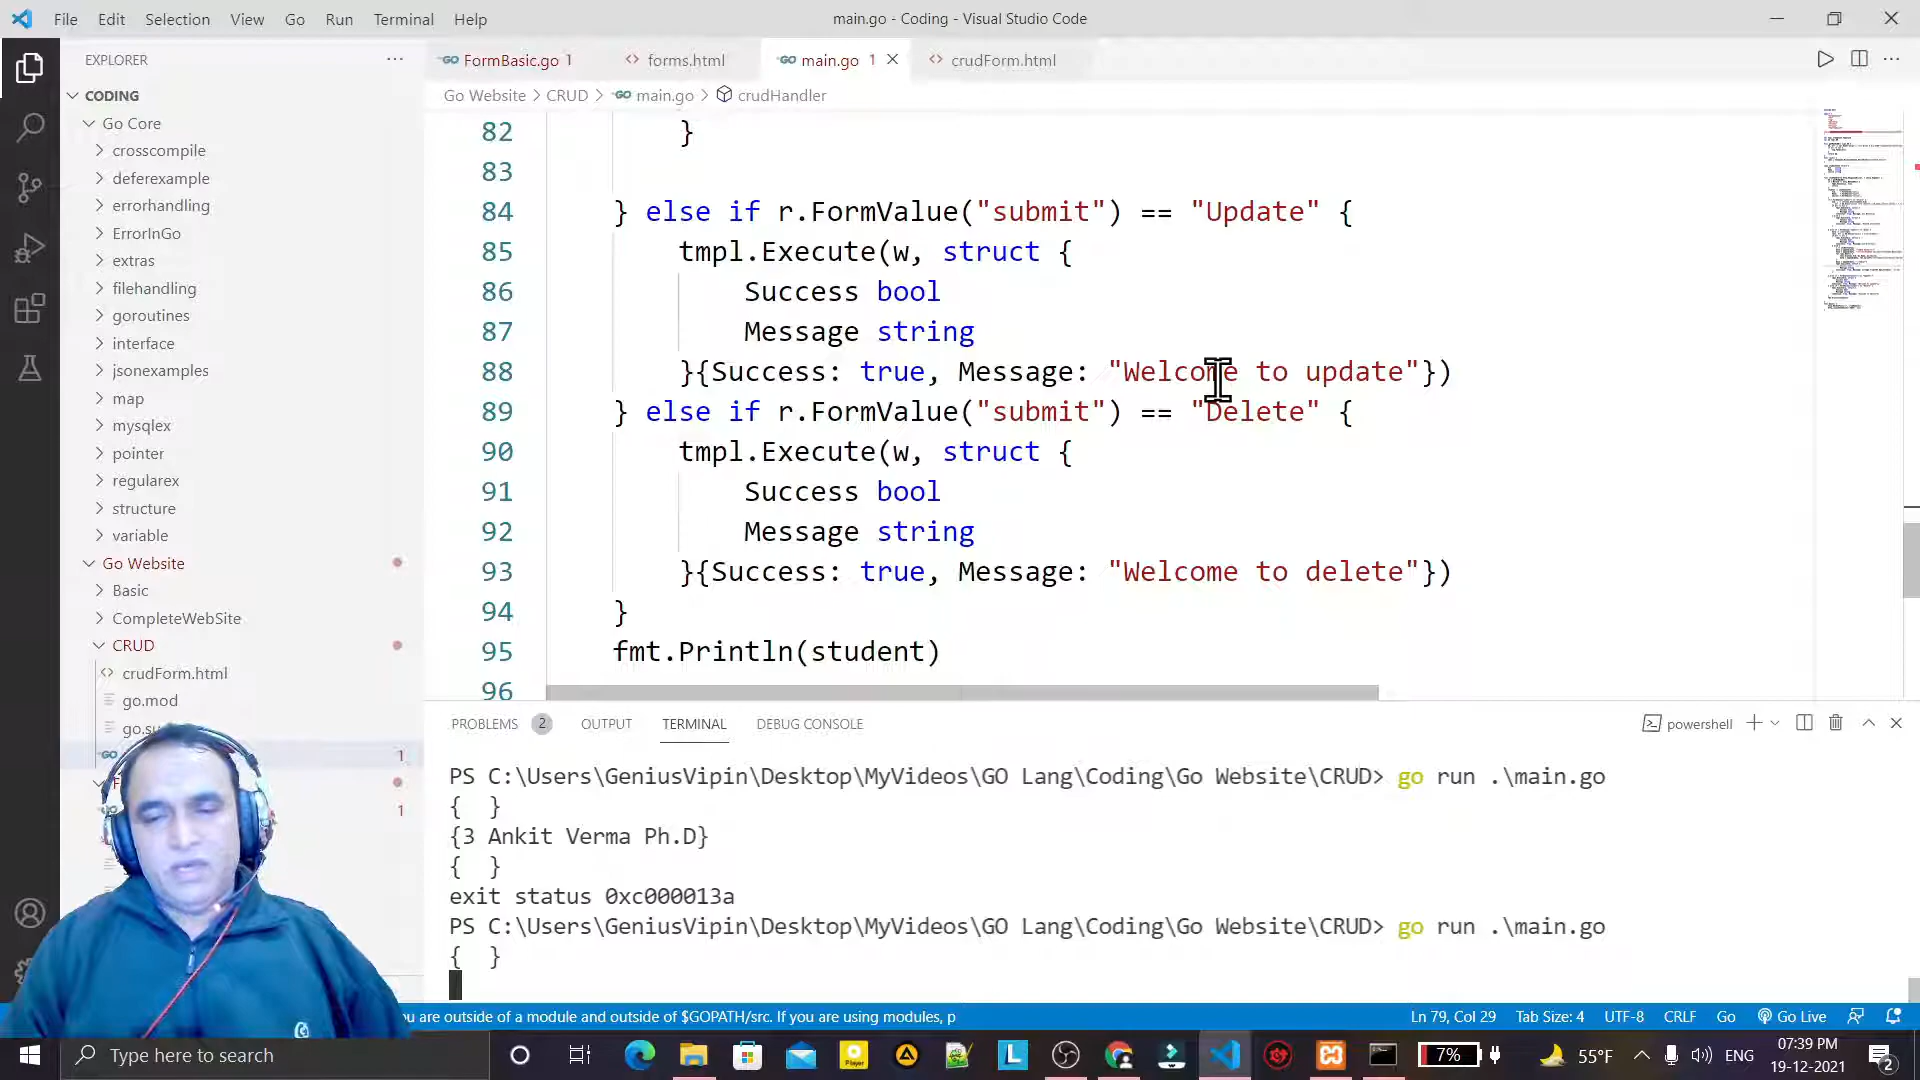 File Edit Selection View Go Run Terminal Help
main.go - Coding - Visual Studio Code
EXPLORER
CODING
Go Core
crosscompile
deferexample
errorhandling
ErrorInGo
extras
filehandling
goroutines
interface
jsonexamples
map
mysqlex
pointer
regularex
structure
variable
Go Website
Basic
CompleteWebSite
CRUD
crudForm.html
go.mod
1
1
FormBasic.go 1
forms.html
main.go 1
crudForm.html
Go Website > CRUD > main.go > crudHandler
82 }
83
84 } else if r.FormValue("submit") == "Update" {
85 tmpl.Execute(w, struct {
86 Success bool
87 Message string
88 }{Success: true, Message: "Welcome to update"})
89 } else if r.FormValue("submit") == "Delete" {
90 tmpl.Execute(w, struct {
91 Success bool
92 Message string
93 }{Success: true, Message: "Welcome to delete"})
94 }
95 fmt.Println(student)
96
PROBLEMS 2 OUTPUT TERMINAL DEBUG CONSOLE
powershell
PS C:\Users\GeniusVipin\Desktop\MyVideos\GO Lang\Coding\Go Website\CRUD> go run .\main.go
{  }
{3 Ankit Verma Ph.D}
{  }
exit status 0xc000013a
PS C:\Users\GeniusVipin\Desktop\MyVideos\GO Lang\Coding\Go Website\CRUD> go run .\main.go
{  }
are outside of a module and outside of $GOPATH/src. If you are using modules, p
Ln 79, Col 29 Tab Size: 4 UTF-8 CRLF Go Go Live
Type here to search
7%
55°F
ENG
07:39 PM
19-12-2021
2